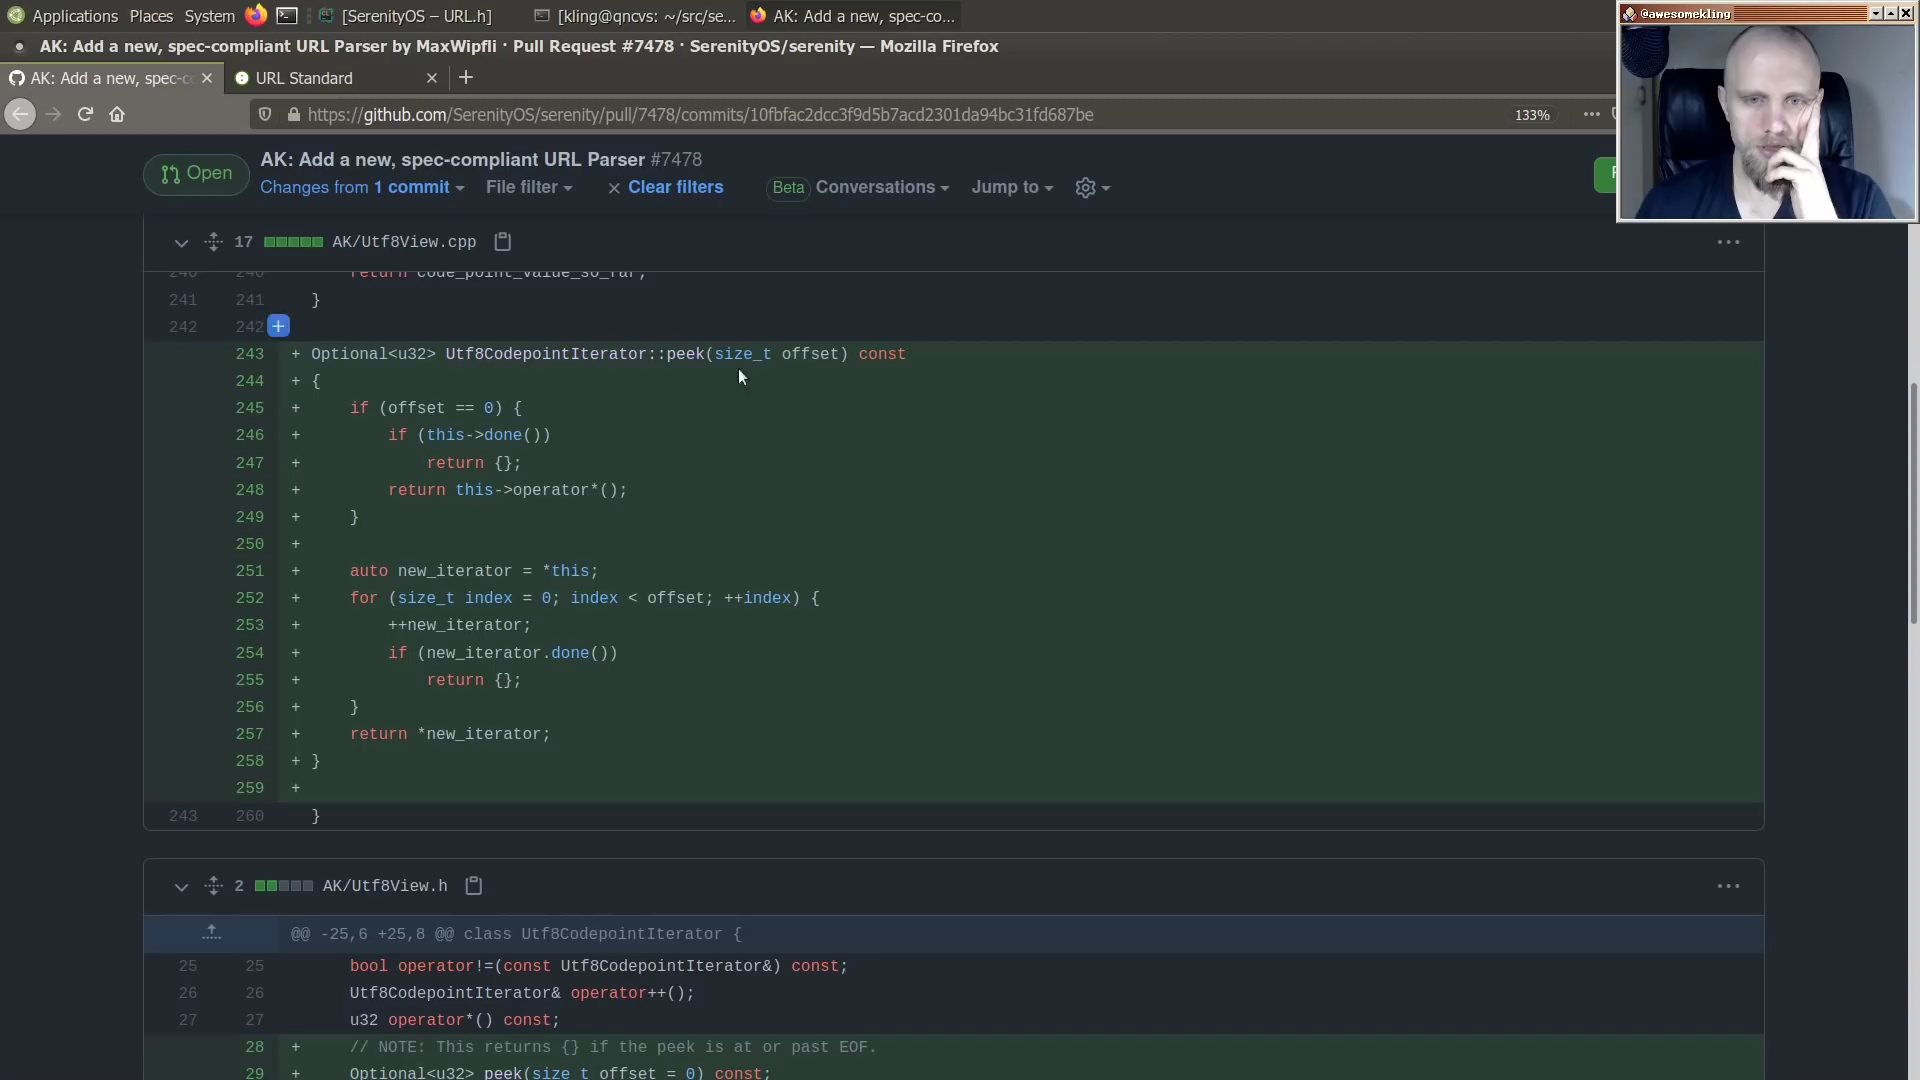 Applications Places System [SerenityOS – URL.h] [kling@qncvs: ~/src/se... AK: Add a new, spec-co...
@awesomekling
AK: Add a new, spec-compliant URL Parser by MaxWipfli · Pull Request #7478 · SerenityOS/serenity — Mozilla Firefox
AK: Add a new, spec-c URL Standard
https://github.com/SerenityOS/serenity/pull/7478/commits/10fbfac2dcc3f9d5b7acd2301da94bc31fd687be 133%
Open AK: Add a new, spec-compliant URL Parser #7478
Changes from 1 commit File filter Clear filters Beta Conversations Jump to
17 AK/Utf8View.cpp
240 240 return code_point_value_so_far;
241 241 }
242 242
243 + Optional<u32> Utf8CodepointIterator::peek(size_t offset) const
244 + {
245 + if (offset == 0) {
246 + if (this->done())
247 + return {};
248 + return this->operator*();
249 + }
250 +
251 + auto new_iterator = *this;
252 + for (size_t index = 0; index < offset; ++index) {
253 + ++new_iterator;
254 + if (new_iterator.done())
255 + return {};
256 + }
257 + return *new_iterator;
258 + }
259 +
243 260 }
2 AK/Utf8View.h
@@ -25,6 +25,8 @@ class Utf8CodepointIterator {
25 25 bool operator!=(const Utf8CodepointIterator&) const;
26 26 Utf8CodepointIterator& operator++();
27 27 u32 operator*() const;
28 + // NOTE: This returns {} if the peek is at or past EOF.
29 + Optional<u32> peek(size_t offset = 0) const;